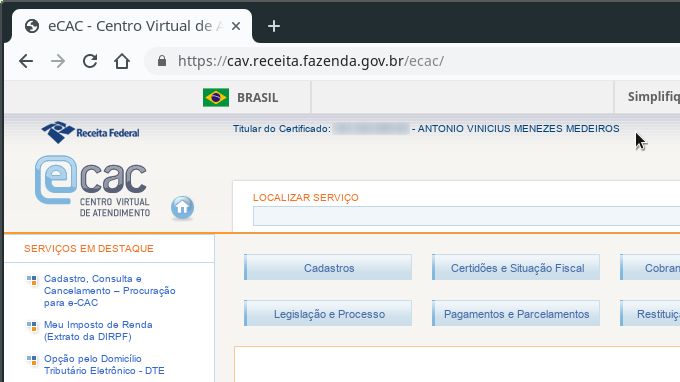 eCAC - Centro Virtual de
https://cav.receita.fazenda.gov.br/ecac/
BRASIL
Simplifiq
Receita Federal
Titular do Certificado: - ANTONIO VINICIUS MENEZES MEDEIROS
ecac
CENTRO VIRTUAL
DE ATENDIMENTO
LOCALIZAR SERVIÇO
SERVIÇOS EM DESTAQUE
Cadastro, Consulta e
Cancelamento – Procuração
para e-CAC
Meu Imposto de Renda
(Extrato da DIRPF)
Opção pelo Domicílio
Tributário Eletrônico - DTE
Cadastros
Certidões e Situação Fiscal
Cobran
Legislação e Processo
Pagamentos e Parcelamentos
Restituiç